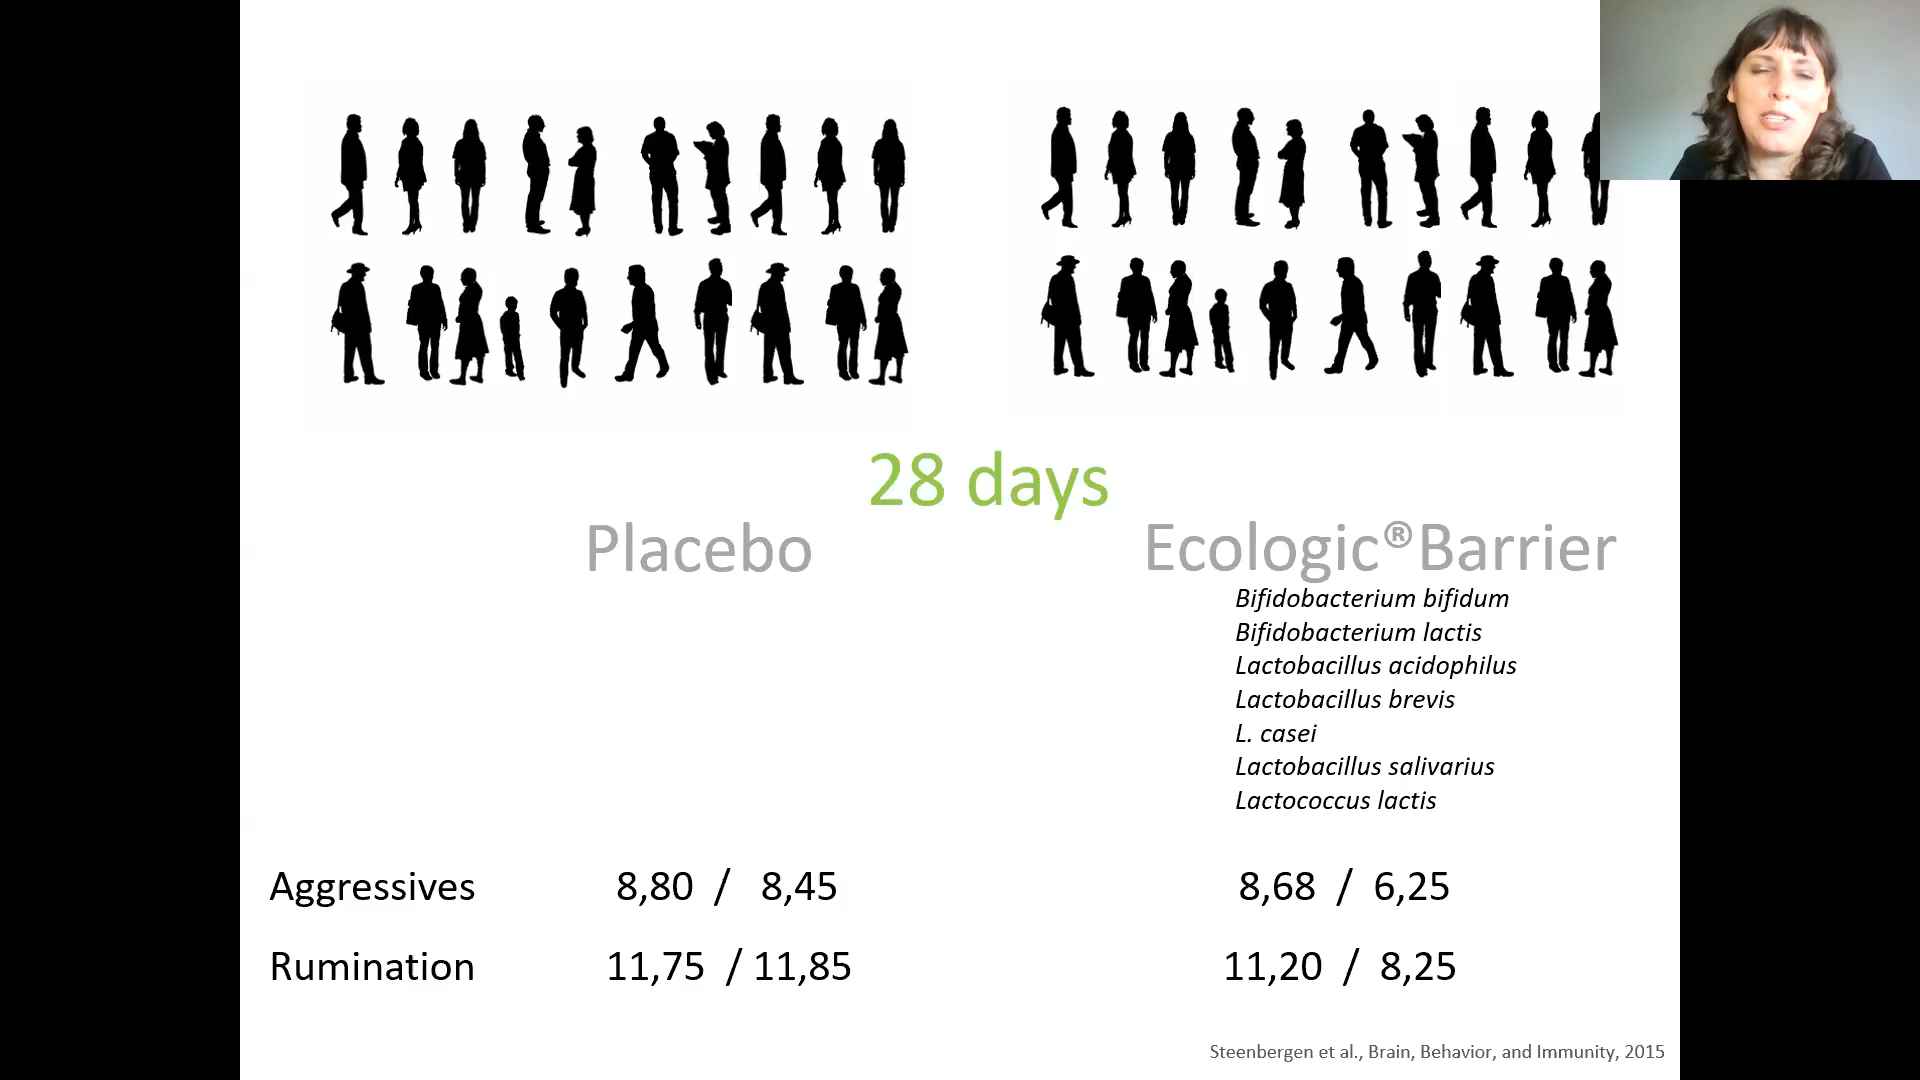 28 days
Placebo
Ecologic®Barrier
Bifidobacterium bifidum
Bifidobacterium lactis
Lactobacillus acidophilus
Lactobacillus brevis
L. casei
Lactobacillus salivarius
Lactococcus lactis
Aggressives 8,80 / 8,45 8,68 / 6,25
Rumination 11,75 / 11,85 11,20 / 8,25
Steenbergen et al., Brain, Behavior, and Immunity, 2015